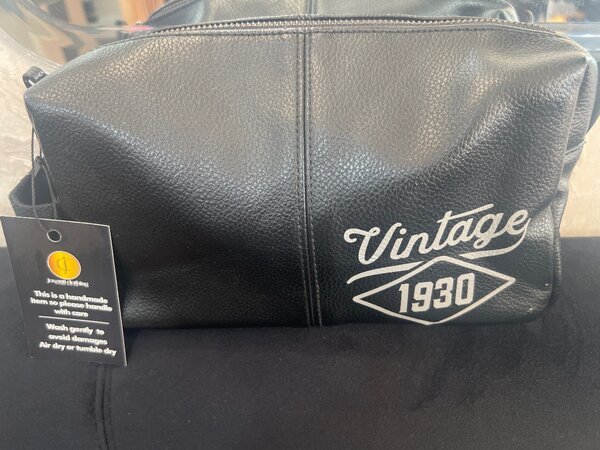 Vintage
1930
This is a handmade
item so please handle
with care
Wash gently to
avoid damages
Air dry or tumble dry